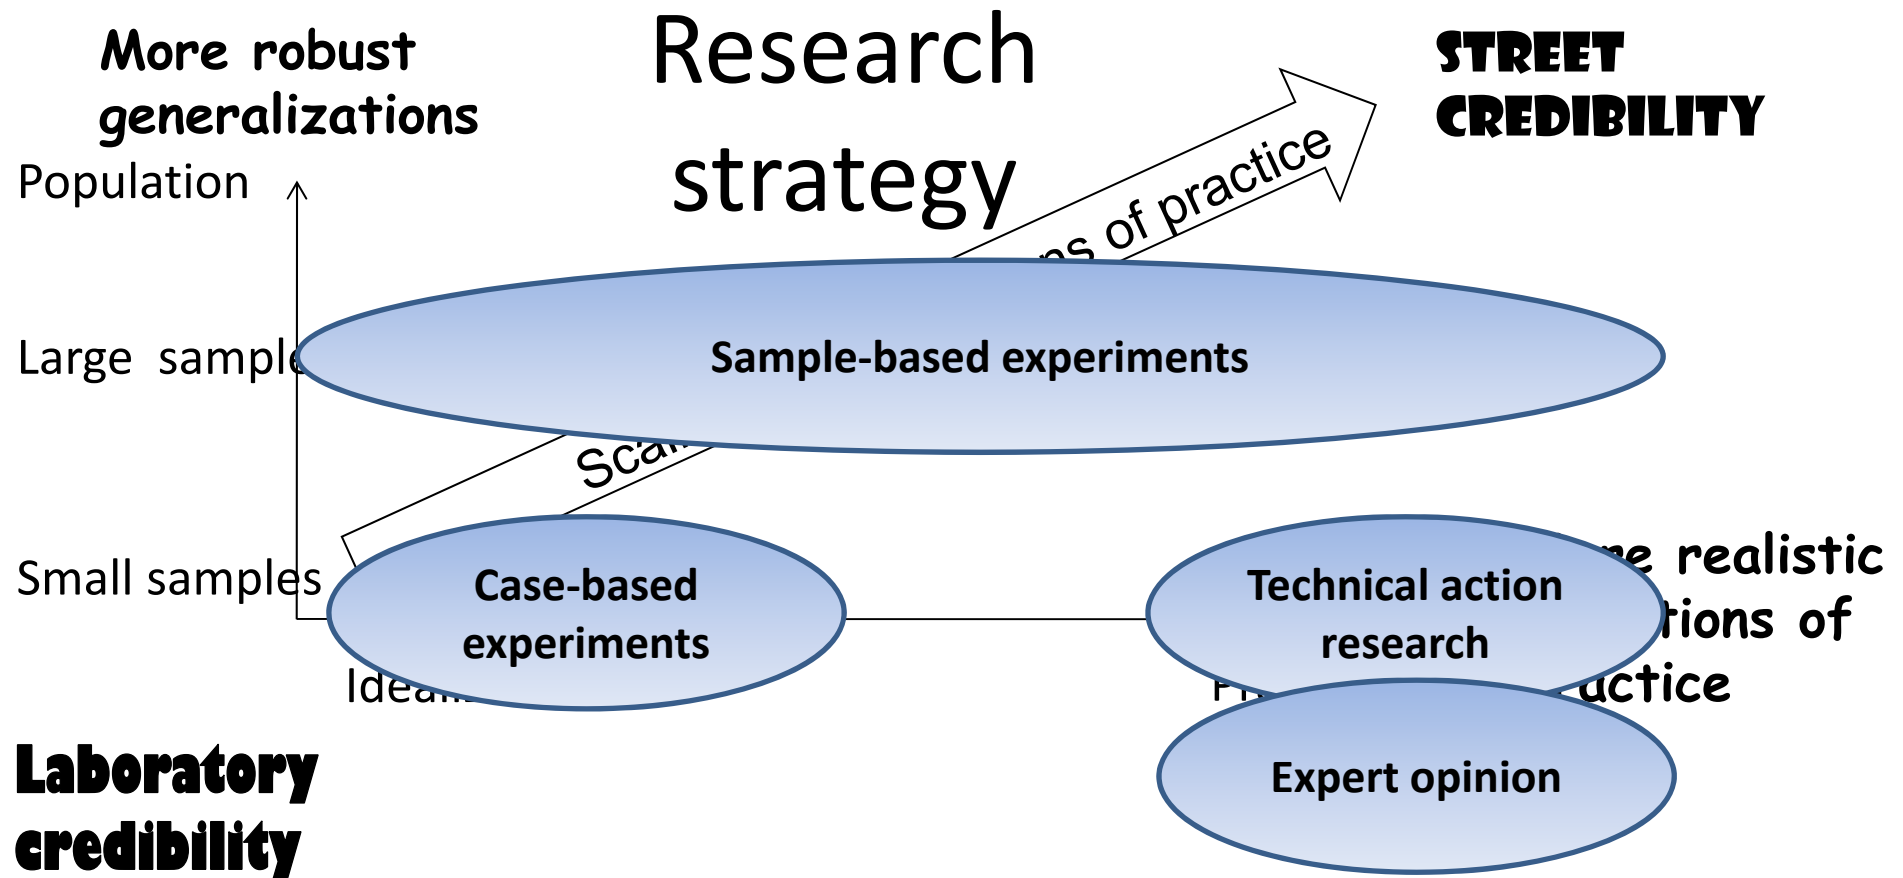 Research
strategy
More robust
generalizations
STREET
CREDIBILITY
Population
of practice
Large sample
Sample-based experiments
Small samples
Case-based
experiments
Technical action
research
realistic
of
Expert opinion
Laboratory
credibility